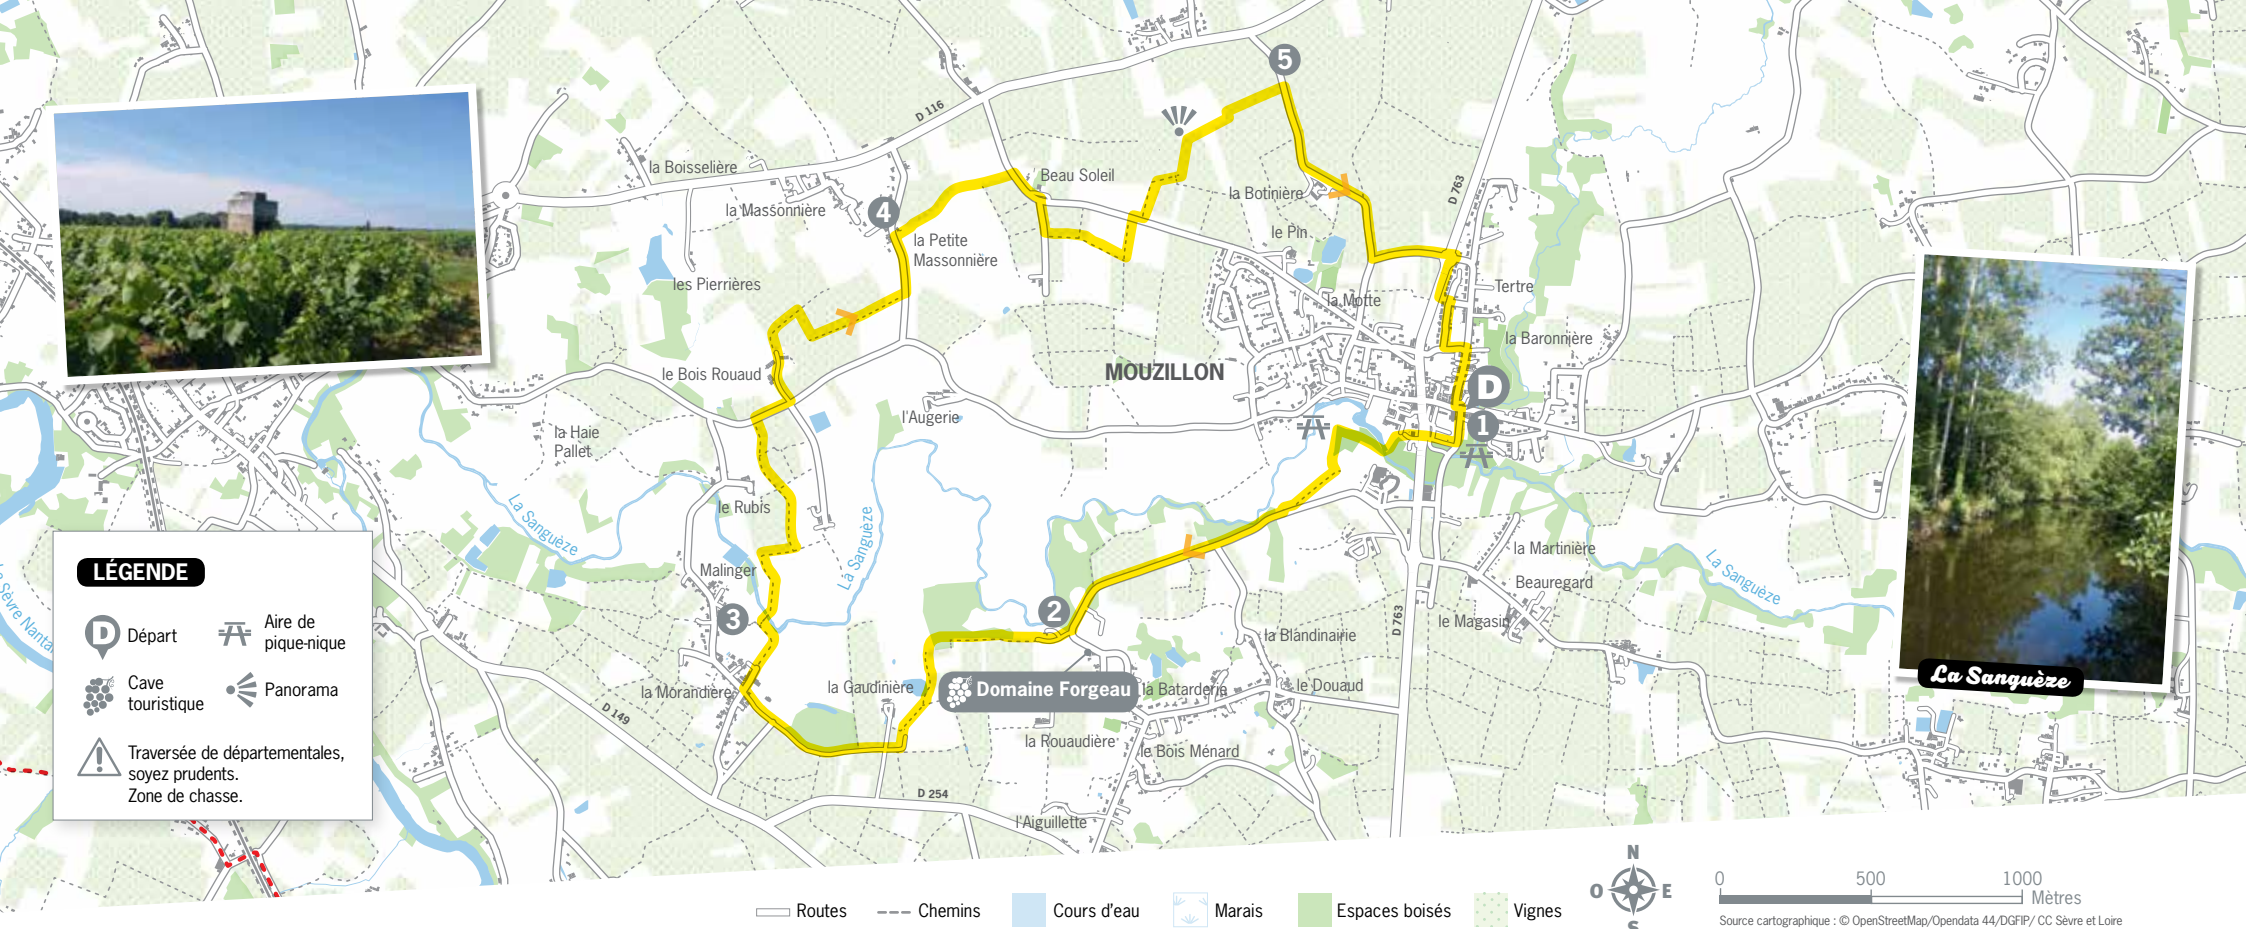 5
D 116
la Boisselière
Beau Soleil
D 763
la Botinière
la Massonnière
4
le Pin
la Petite
Massonnière
les Pierrières
Tertre
la Motte
la Baronnière
MOUZILLON
le Bois Rouaud
D
l'Augerie
1
la Haie
Pallet
le Rubis
La Sanguèze
La Sanguèze
la Martinière
La Sanguèze
Malinger
Beauregard
2
3
D 763
le Magasin
la Blandinairie
la Morandière
la Gaudinière
Domaine Forgeau
la Batarderie
le Douaud
La Sanguèze
D 149
la Rouaudière
le Bois Ménard
D 254
l'Aiguillette
LÉGENDE
D Départ
Aire de
pique-nique
Cave
touristique
Panorama
Traversée de départementales,
soyez prudents.
Zone de chasse.
Routes
Chemins
Cours d'eau
Marais
Espaces boisés
Vignes
N
O
E
S
0 500 1000
Mètres
Source cartographique : © OpenStreetMap/Opendata 44/DGFIP/ CC Sèvre et Loire